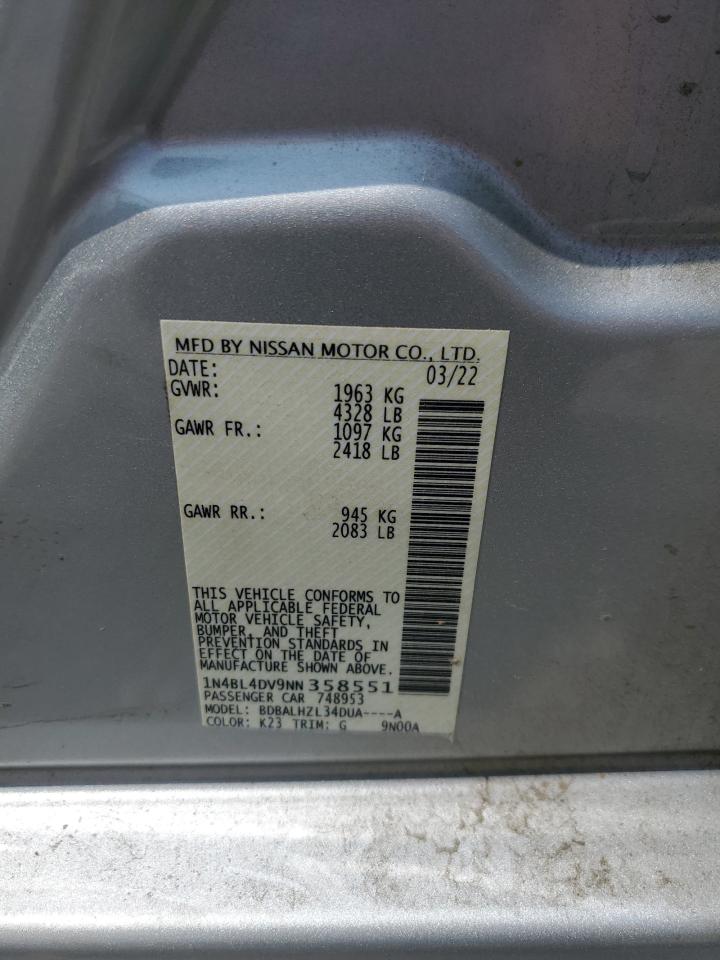 MFD BY NISSAN MOTOR CO., LTD.
DATE: 03/22
GVWR: 1963 KG
4328 LB
GAWR FR.: 1097 KG
2418 LB
GAWR RR.: 945 KG
2083 LB
THIS VEHICLE CONFORMS TO
ALL APPLICABLE FEDERAL
MOTOR VEHICLE SAFETY,
BUMPER, AND THEFT
PREVENTION STANDARDS IN
EFFECT ON THE DATE OF
MANUFACTURE SHOWN ABOVE.
1N4BL4DV9NN 358551
PASSENGER CAR 748953
MODEL: BDBALHZL34DUA----A
COLOR: K23 TRIM: G 9N00A